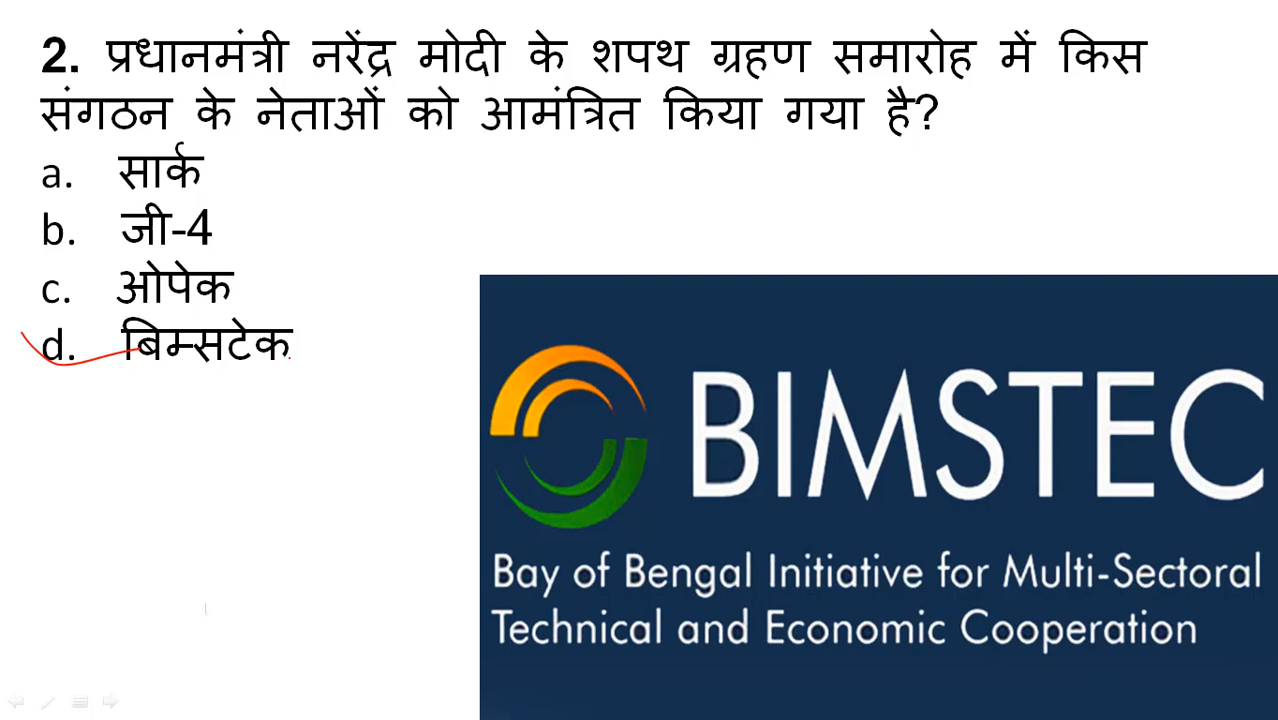 2. प्रधानमंत्री नरेंद्र मोदी के शपथ ग्रहण समारोह में किस
संगठन के नेताओं को आमंत्रित किया गया है?
a. सार्क
b. जी-4
c. ओपेक
d. बिम्सटेक
BIMSTEC
Bay of Bengal Initiative for Multi-Sectoral
Technical and Economic Cooperation